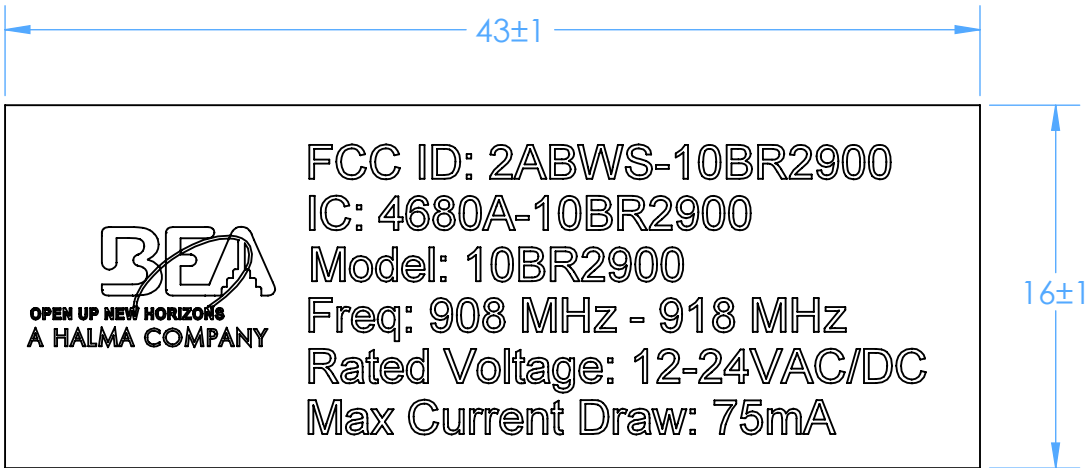 43±1
FCC ID: 2ABWS-10BR2900
IC: 4680A-10BR2900
Model: 10BR2900
Freq: 908 MHz - 918 MHz
Rated Voltage: 12-24VAC/DC
Max Current Draw: 75mA
BEA
OPEN UP NEW HORIZONS
A HALMA COMPANY
16±1